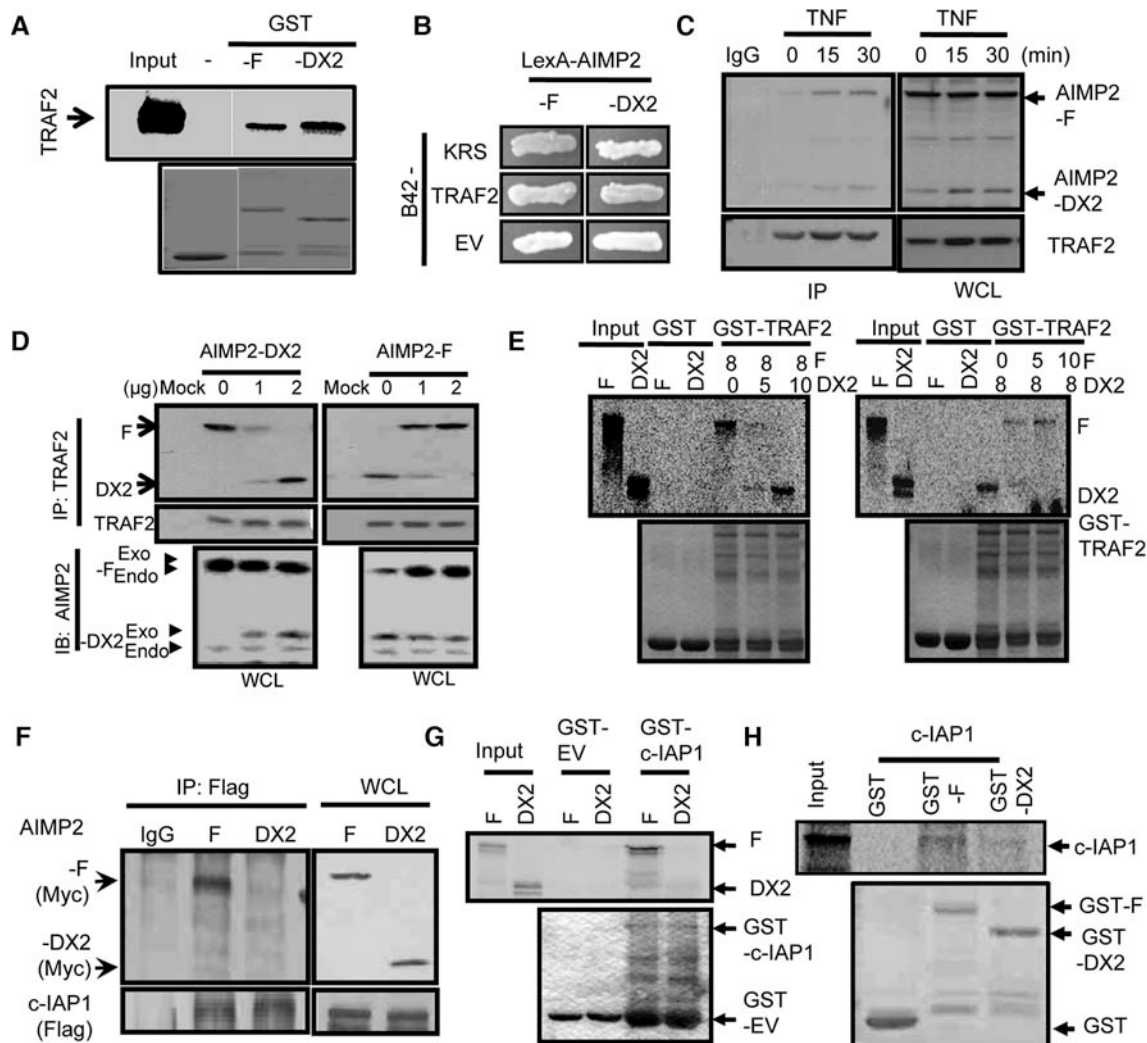 A
GST
Input - -F -DX2
TRAF2
B
LexA-AIMP2
-F -DX2
B42 -
KRS
TRAF2
EV
C
TNF TNF
IgG 0 15 30 0 15 30 (min)
AIMP2
-F
AIMP2
-DX2
TRAF2
IP WCL
D
AIMP2-DX2 AIMP2-F
(µg) Mock 0 1 2 Mock 0 1 2
IP: TRAF2
F
DX2
TRAF2
IB: AIMP2
-F Exo
Endo
-DX2 Exo
Endo
WCL WCL
E
Input GST GST-TRAF2 Input GST GST-TRAF2
F DX2 F DX2 8 8 8 F F DX2 F DX2 0 5 10 F
0 5 10 DX2 8 8 8 DX2
F
DX2
GST-
TRAF2
F
IP: Flag WCL
AIMP2
IgG F DX2 F DX2
-F
(Myc)
-DX2
(Myc)
c-IAP1
(Flag)
G
Input GST-
EV GST-
c-IAP1
F DX2 F DX2 F DX2
F
DX2
GST
-c-IAP1
GST
-EV
H
c-IAP1
Input GST GST
-F GST
-DX2
c-IAP1
GST-F
GST
-DX2
GST